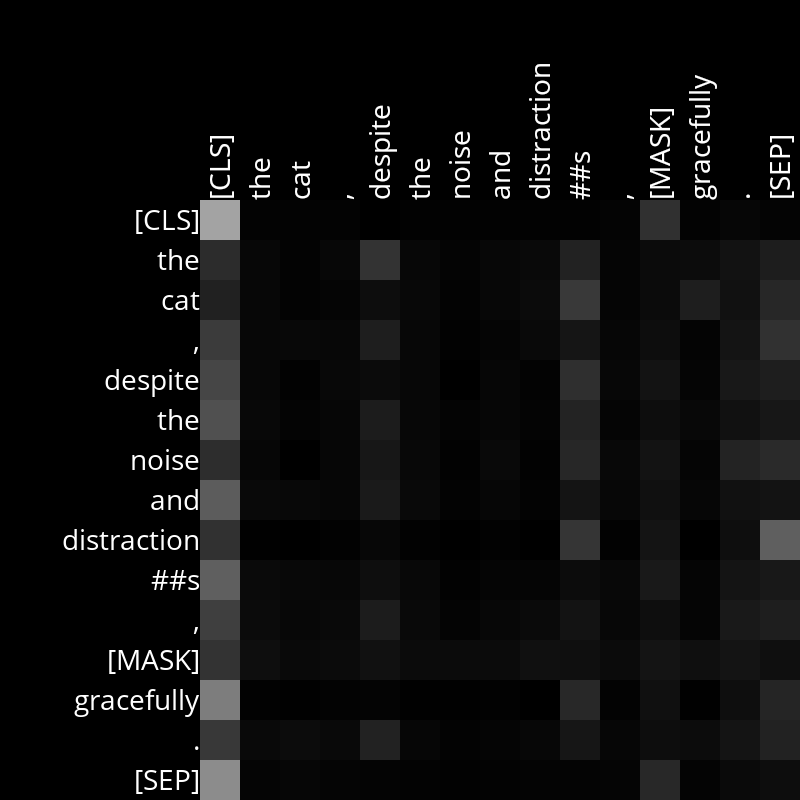 [CLS] the cat , despite the noise and distraction ##s , [MASK] gracefully . [SEP]
[CLS]
the
cat
,
despite
the
noise
and
distraction
##s
,
[MASK]
gracefully
.
[SEP]